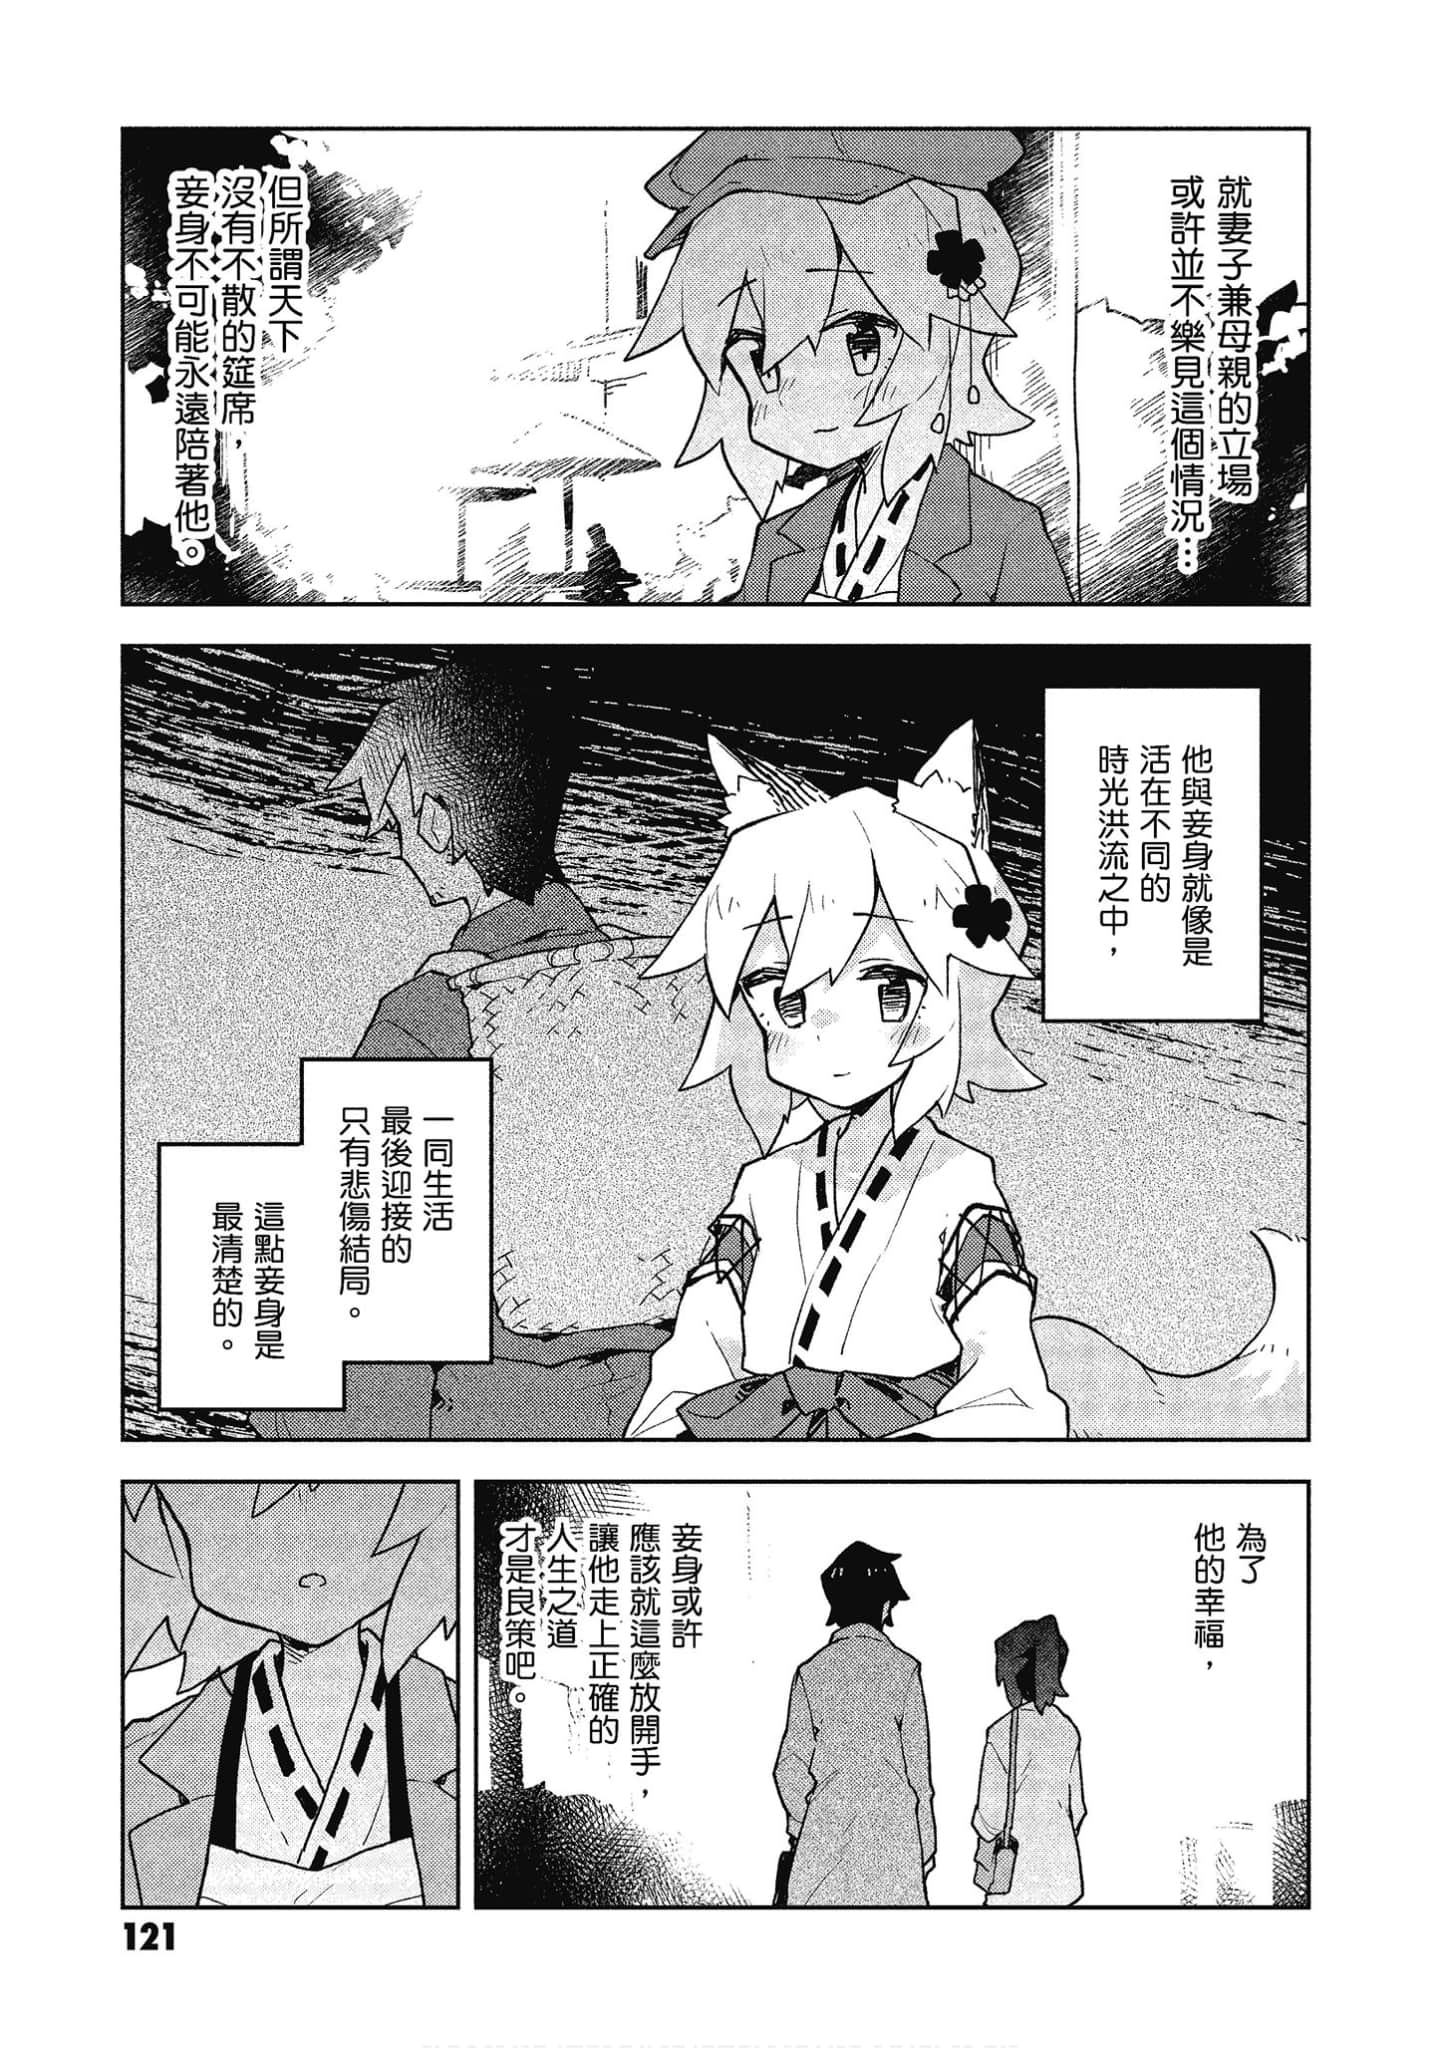 就妻子兼母親的立場
或許並不樂見這個情況…
但所謂天下
沒有不散的筵席，
妾身不可能永遠陪著他。
他與妾身就像是
活在不同的
時光洪流之中，
一同生活
最後迎接的
只有悲傷結局。
這點妾身是
最清楚的。
為了
他的幸福，
妾身或許
應該就這麼放開手，
讓他走上正確的
人生之道
才是良策吧。
121